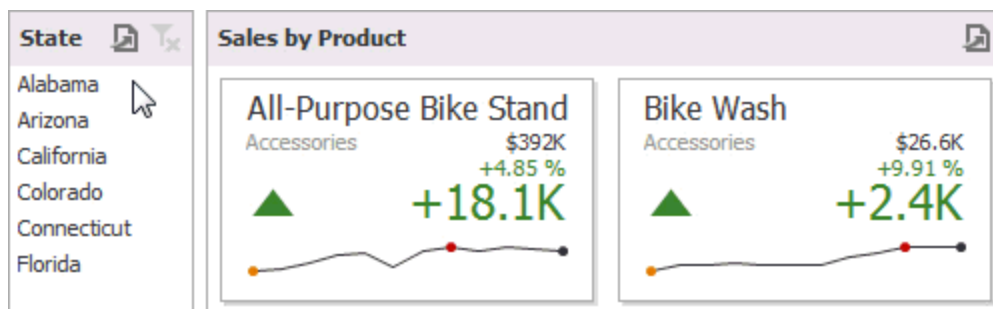 State
Alabama
Arizona
California
Colorado
Connecticut
Florida
Sales by Product
All-Purpose Bike Stand
Accessories $392K
+4.85 %
+18.1K
Bike Wash
Accessories $26.6K
+9.91 %
+2.4K